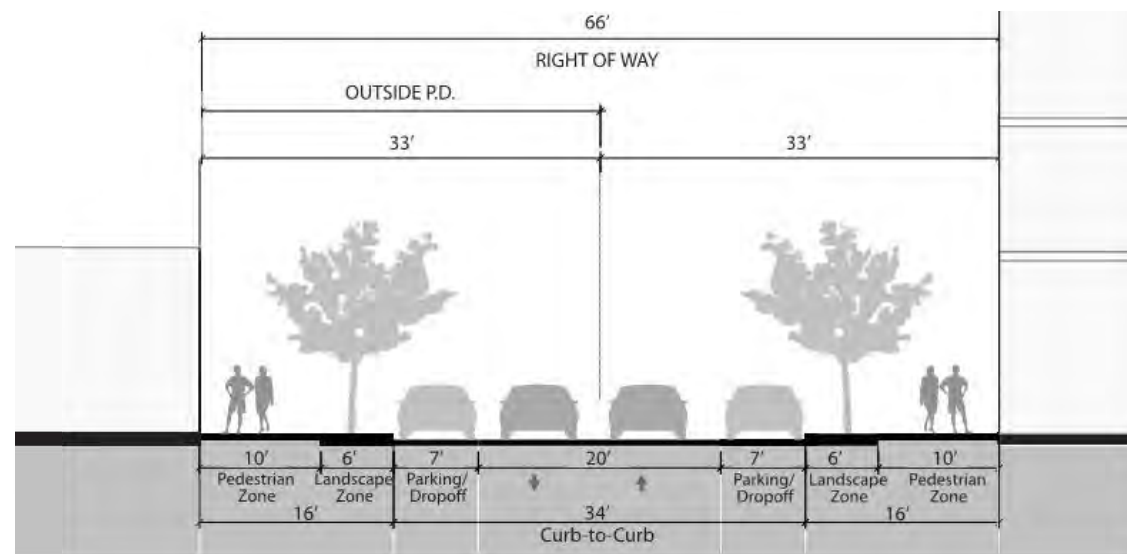 66'
RIGHT OF WAY
OUTSIDE P.D.
33' 33'
10' 6' 7' 20' 7' 6' 10'
Pedestrian Landscape Parking/ Parking/ Landscape Pedestrian
Zone Zone Dropoff Dropoff Zone Zone
16' 34' 16'
Curb-to-Curb